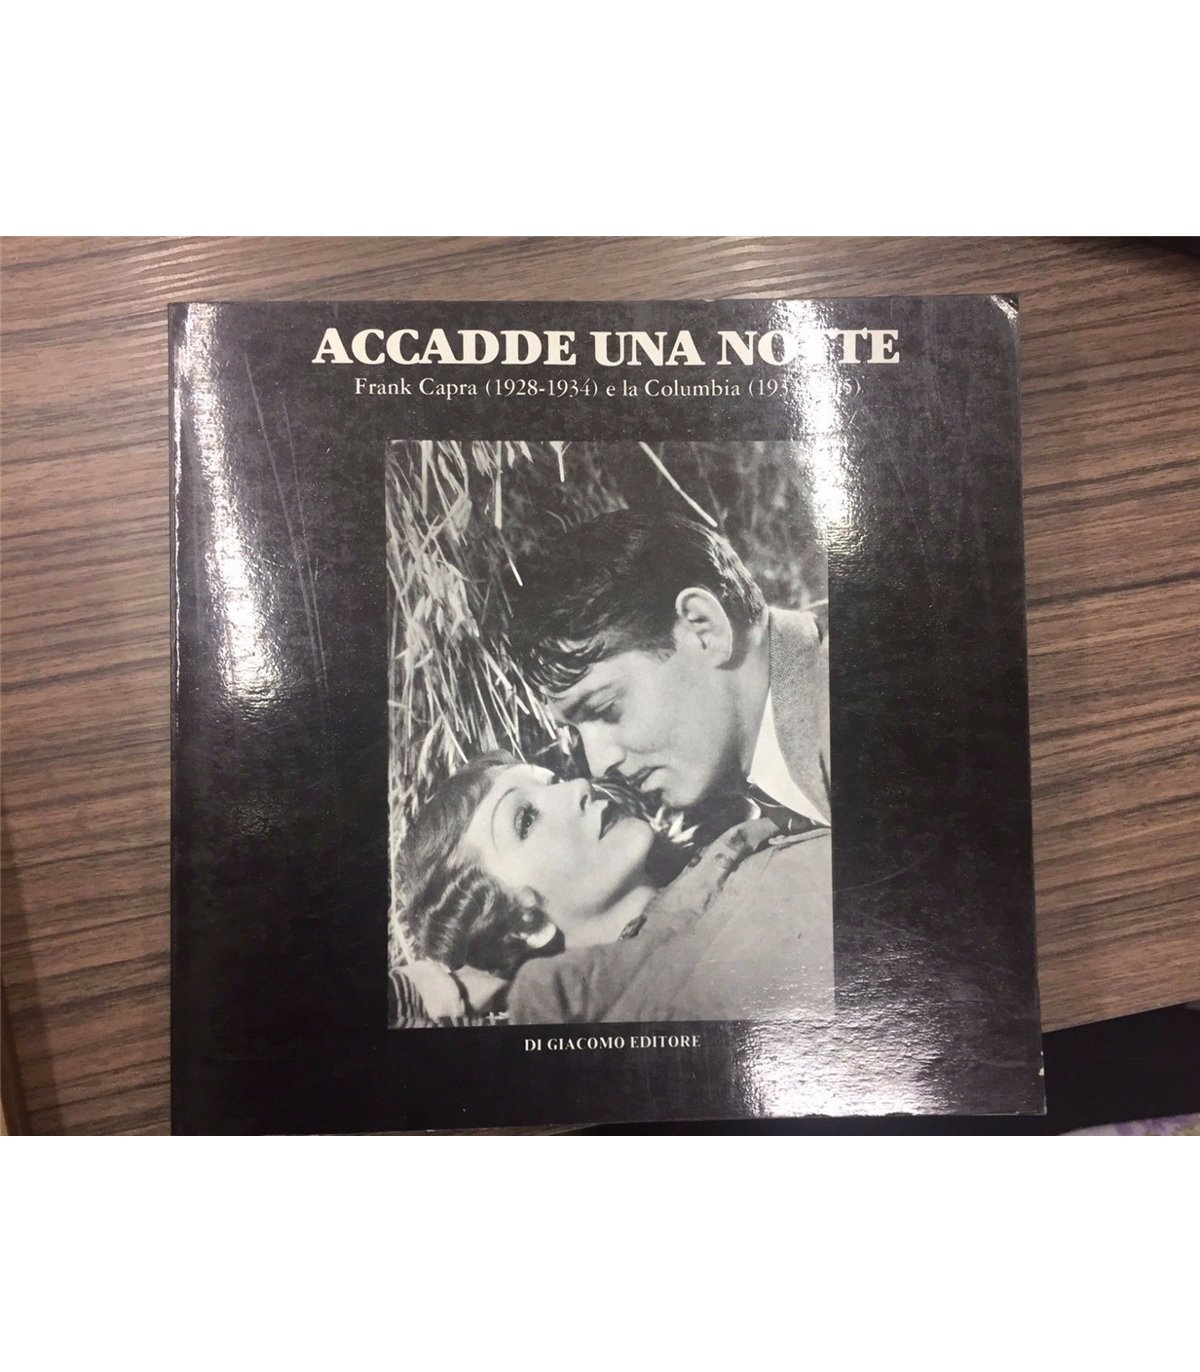 ACCADDE UNA NOTTE
Frank Capra (1928-1934) e la Columbia
DI GIACOMO EDITORE